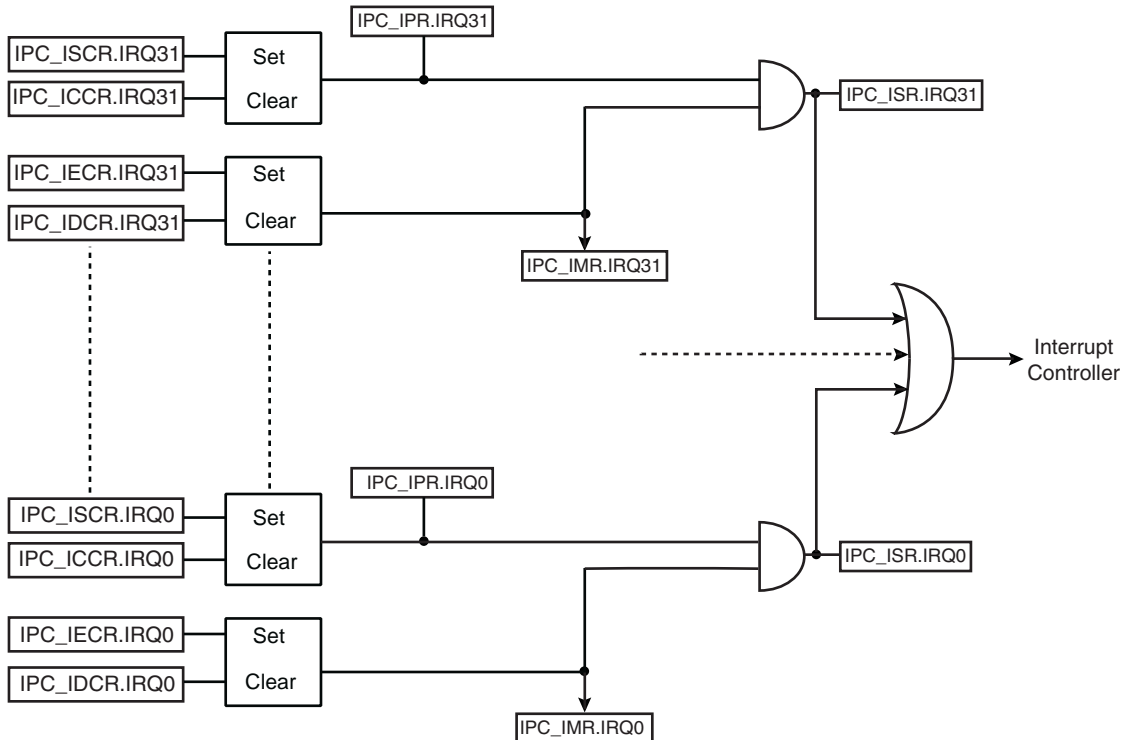 IPC_IPR.IRQ31
IPC_ISCR.IRQ31
Set
IPC_ICCR.IRQ31
Clear
IPC_ISR.IRQ31
IPC_IECR.IRQ31
Set
IPC_IDCR.IRQ31
Clear
IPC_IMR.IRQ31
Interrupt
Controller
IPC_IPR.IRQ0
IPC_ISCR.IRQ0
Set
IPC_ICCR.IRQ0
Clear
IPC_ISR.IRQ0
IPC_IECR.IRQ0
Set
IPC_IDCR.IRQ0
Clear
IPC_IMR.IRQ0